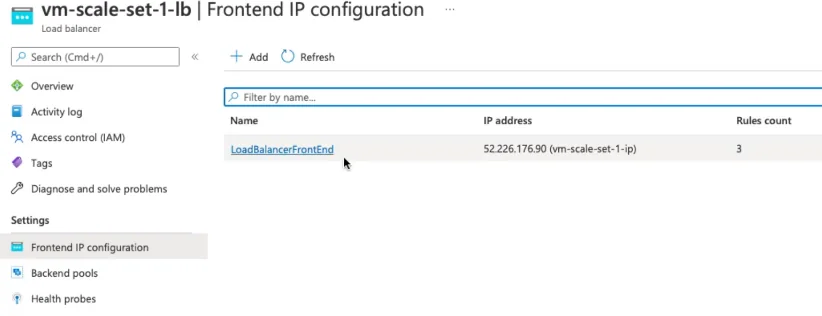 vm-scale-set-1-lb | Frontend IP configuration ...
Load balancer
Search (Cmd+/) «
Overview
Activity log
Access control (IAM)
Tags
Diagnose and solve problems
Settings
Frontend IP configuration
Backend pools
Health probes
+ Add Refresh
Filter by name...
Name IP address Rules count
LoadBalancerFrontEnd 52.226.176.90 (vm-scale-set-1-ip) 3